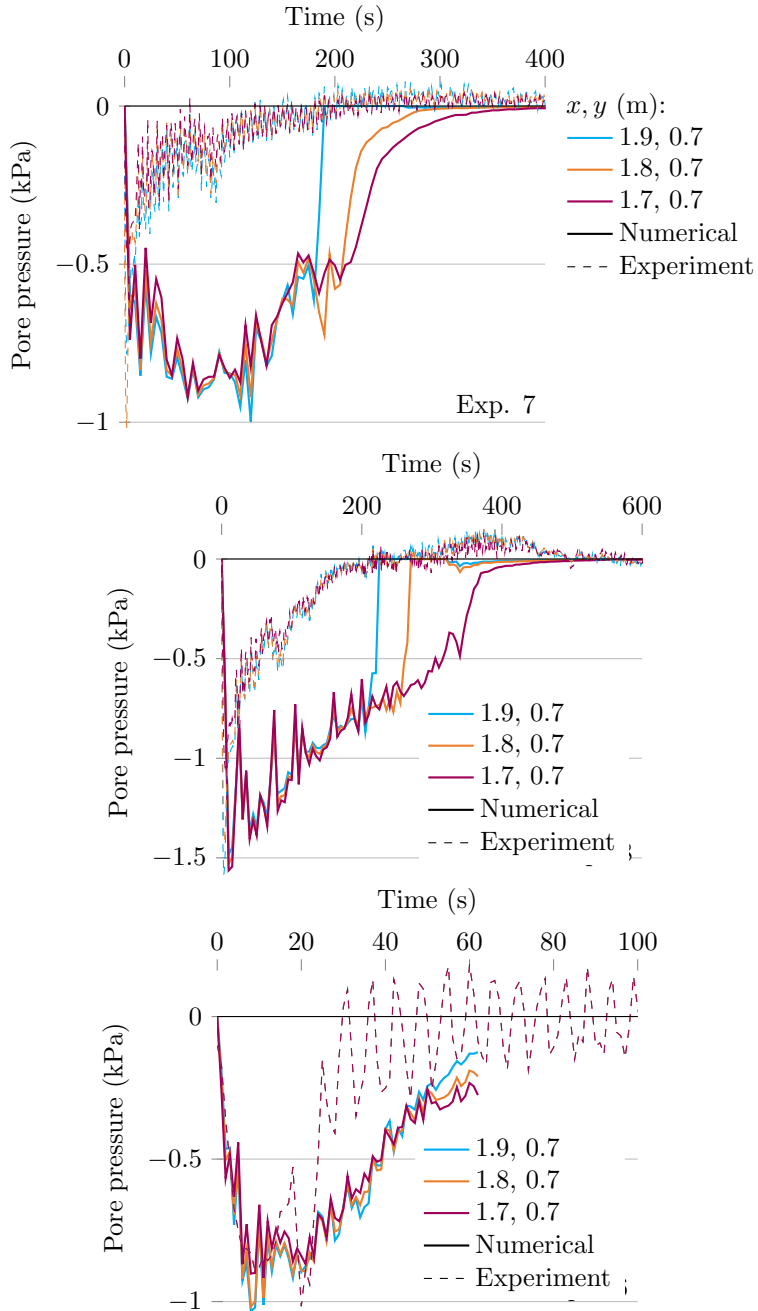 Time (s)
0 100 200 300 400
0
−0.5
−1
Pore pressure (kPa)
Exp. 7
x, y (m):
1.9, 0.7
1.8, 0.7
1.7, 0.7
Numerical
Experiment
Time (s)
0 200 400 600
0
−0.5
−1
−1.5
Pore pressure (kPa)
1.9, 0.7
1.8, 0.7
1.7, 0.7
Numerical
Experiment
Time (s)
0 20 40 60 80 100
0
−0.5
−1
Pore pressure (kPa)
1.9, 0.7
1.8, 0.7
1.7, 0.7
Numerical
Experiment